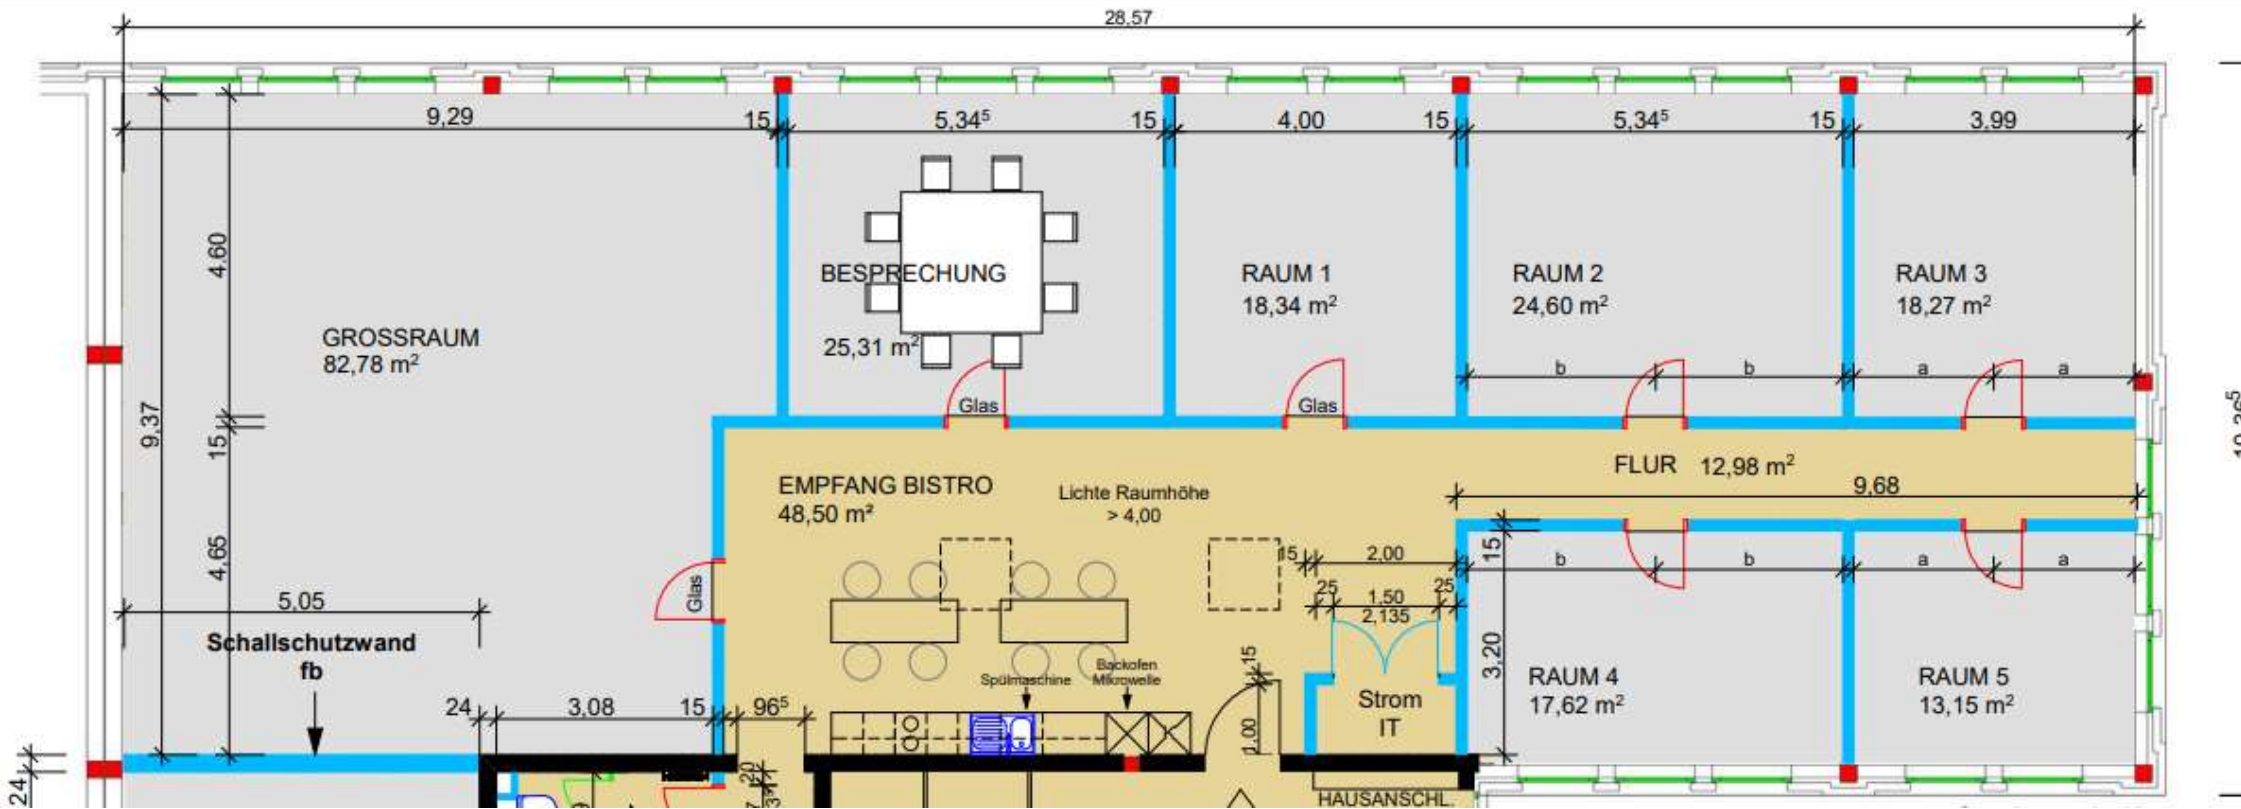 28,57
9,29
15
5,34⁵
15
4,00
15
5,34⁵
15
3,99
4,60
9,37
15
4,65
GROSSRAUM
82,78 m²
BESPRECHUNG
25,31 m²
RAUM 1
18,34 m²
RAUM 2
24,60 m²
RAUM 3
18,27 m²
b
b
a
a
Glas
Glas
FLUR 12,98 m²
9,68
EMPFANG BISTRO
48,50 m²
Lichte Raumhöhe
> 4,00
Glas
15
2,00
25
1,50
25
2,135
15
3,20
b
b
a
a
5,05
Schallschutzwand
fb
24
3,08
15
96⁵
Spülmaschine
Backofen
Mikrowelle
15
1,00
Strom
IT
RAUM 4
17,62 m²
RAUM 5
13,15 m²
24
20
HAUSANSCHL.